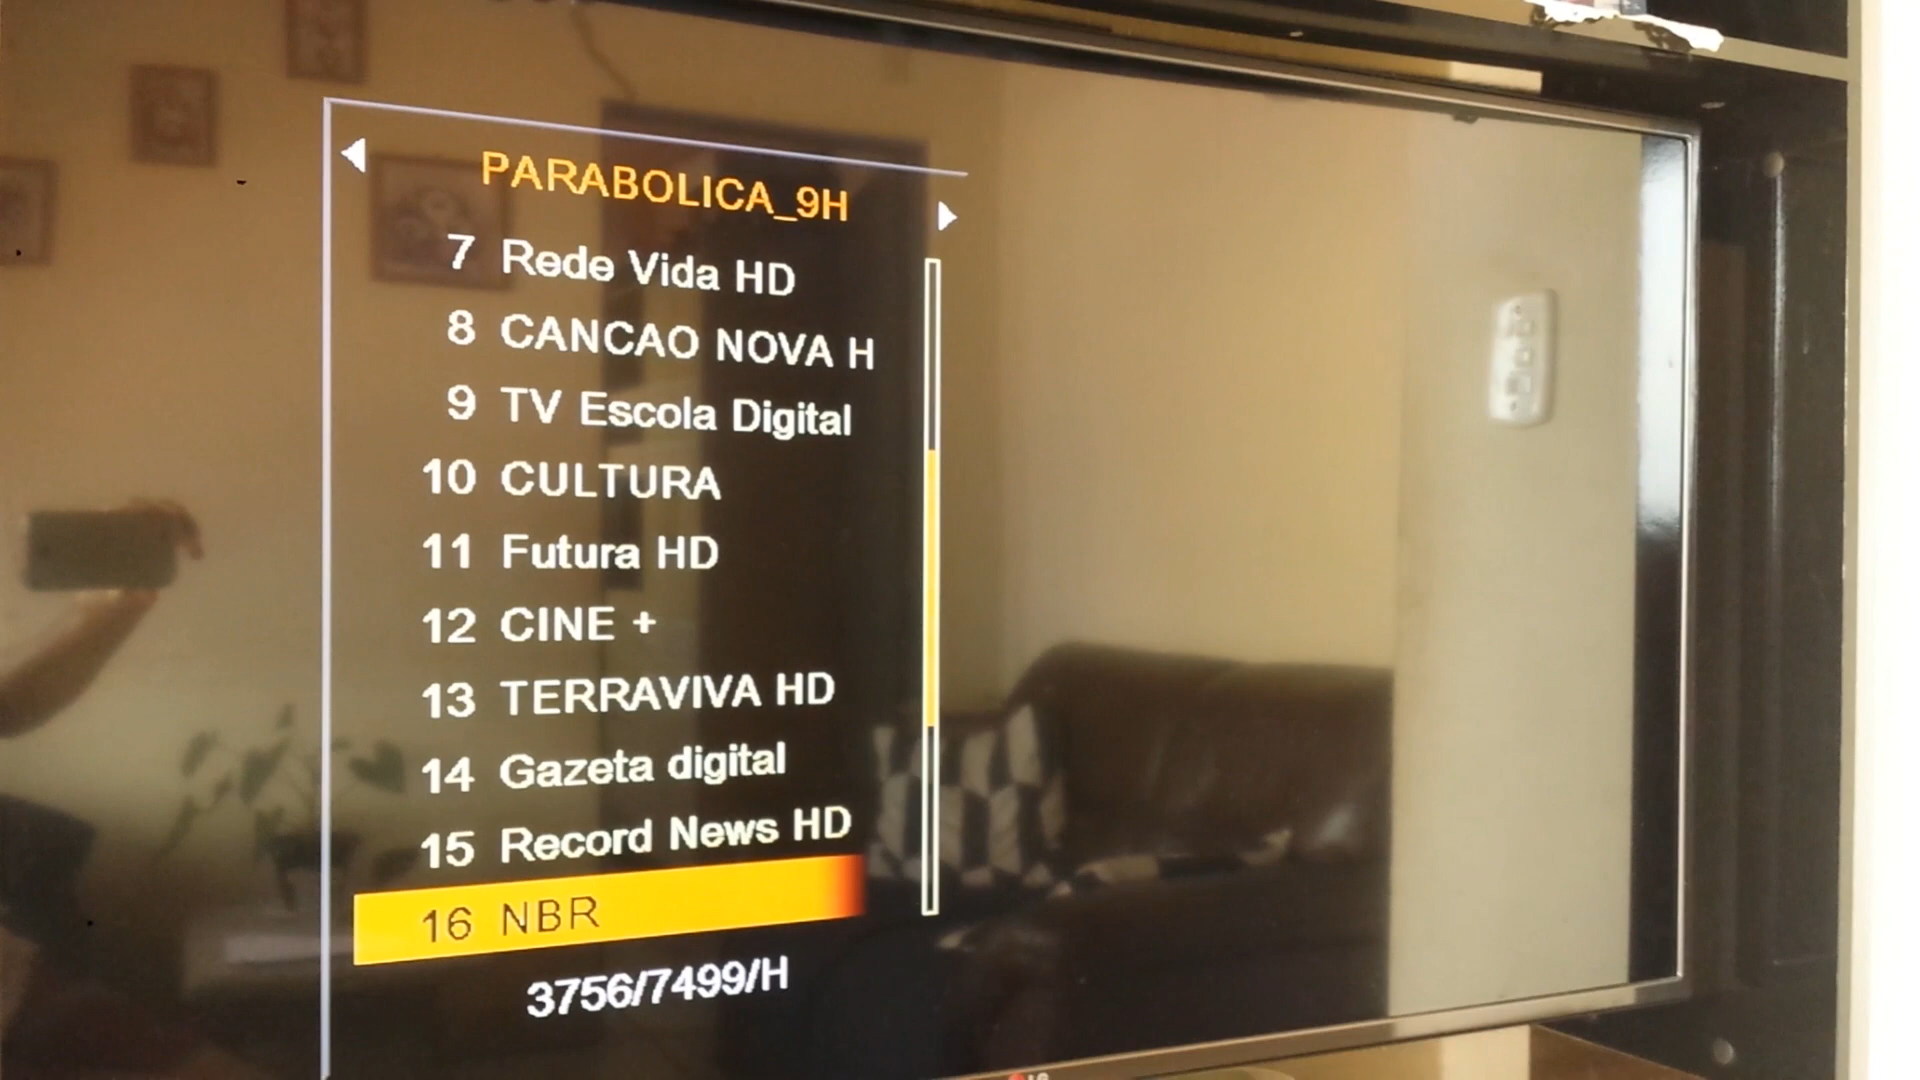 PARABOLICA_9H
7 Rede Vida HD
8 CANCAO NOVA H
9 TV Escola Digital
10 CULTURA
11 Futura HD
12 CINE +
13 TERRAVIVA HD
14 Gazeta digital
15 Record News HD
16 NBR
3756/7499/H